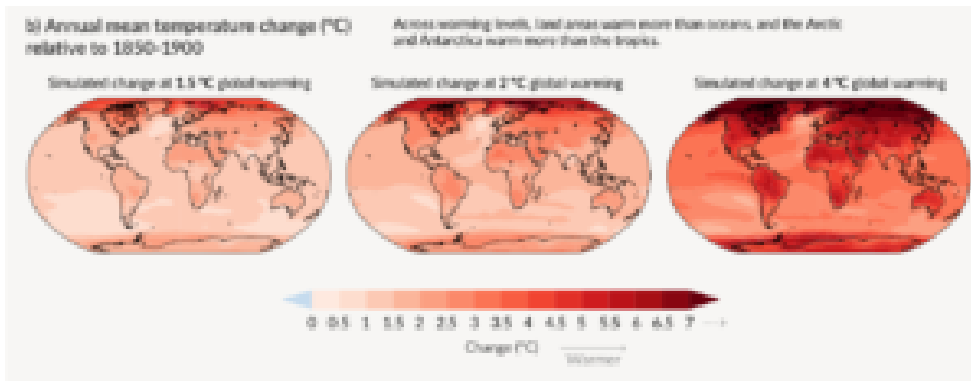 b) Annual mean temperature change (°C)
relative to 1850-1900
Across warming levels, land areas warm more than oceans, and the Arctic
and Antarctica warm more than the tropics.
Simulated change at 1.5 °C global warming
Simulated change at 2 °C global warming
Simulated change at 4 °C global warming
0 0.5 1 1.5 2 2.5 3 3.5 4 4.5 5 5.5 6 6.5 7
Change (°C)
Warmer